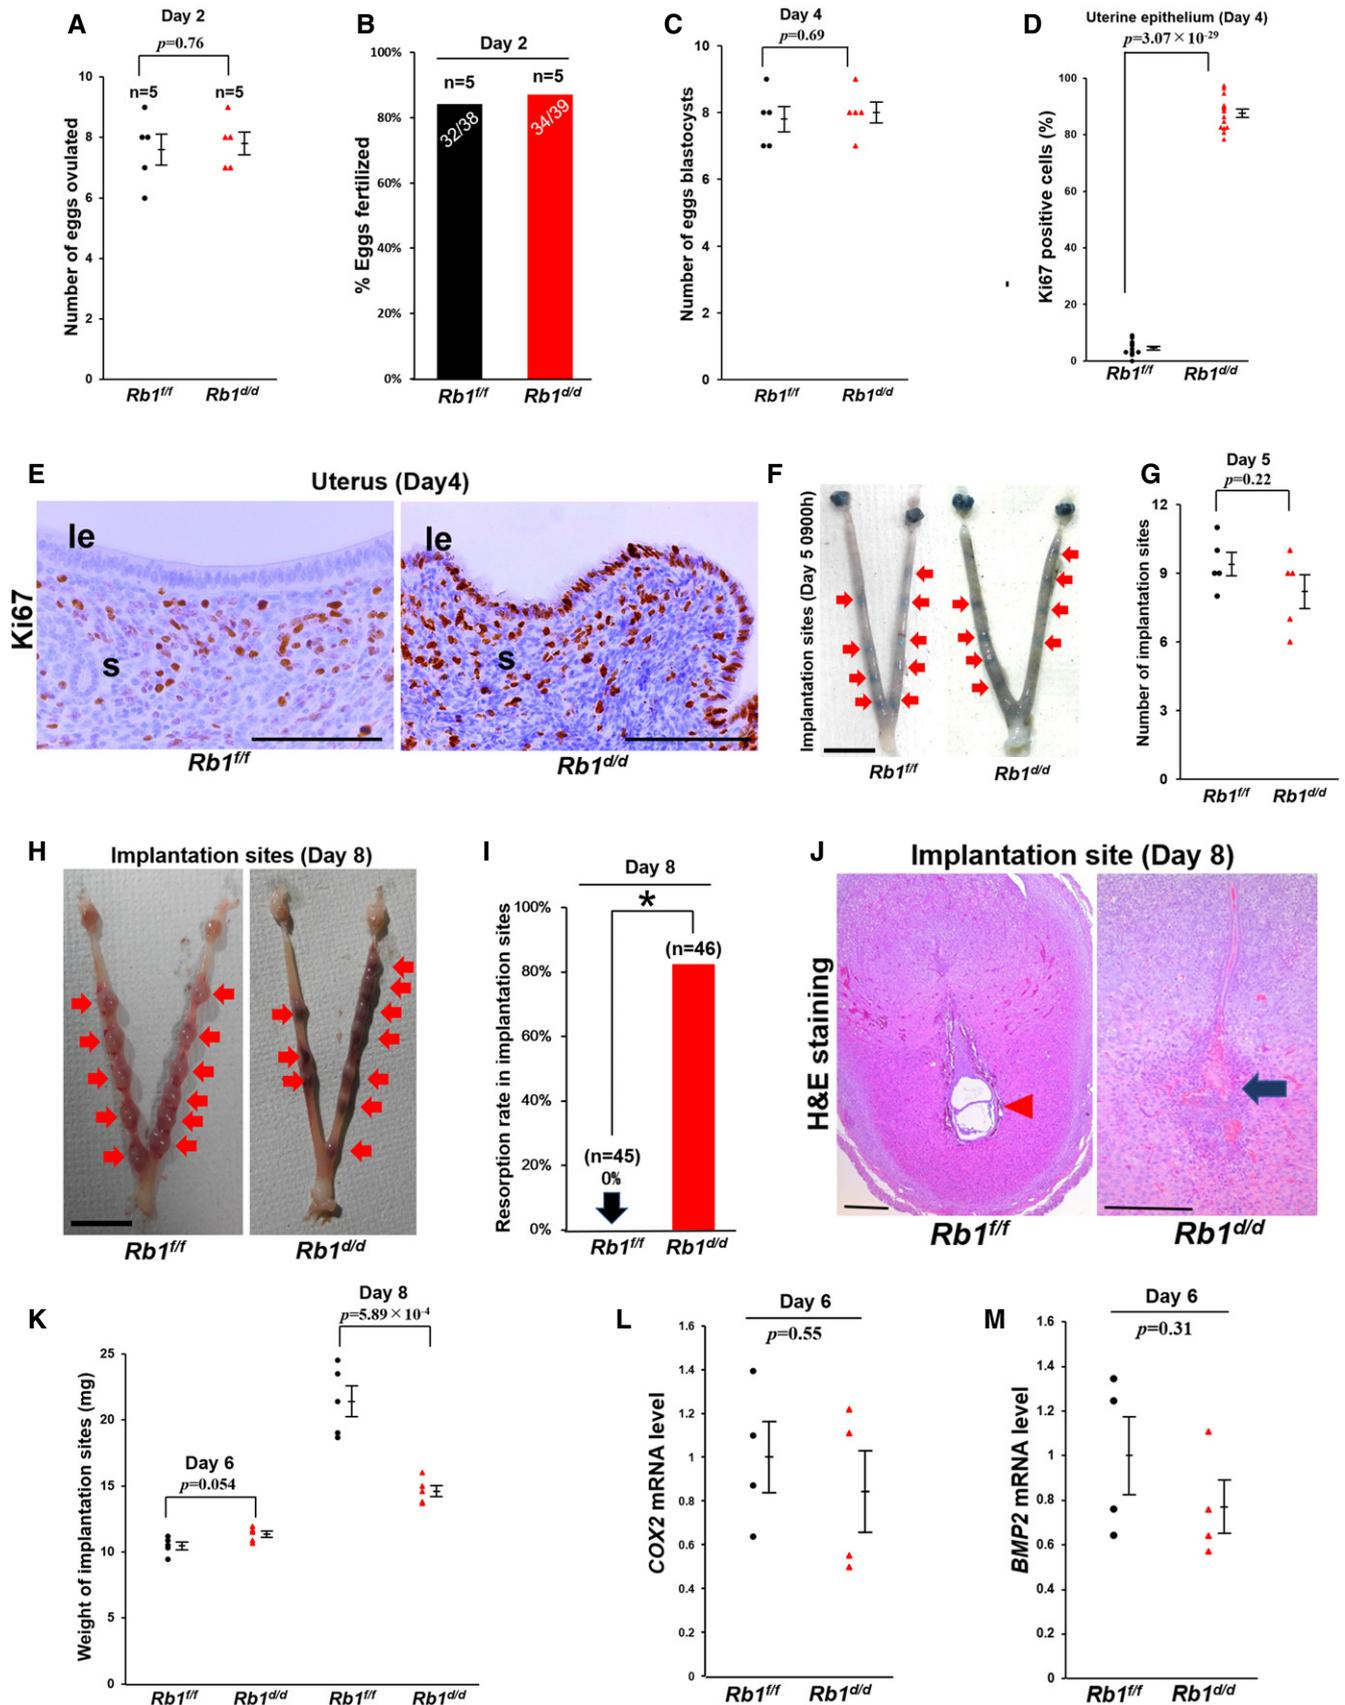 A
Day 2
p=0.76
Number of eggs ovulated
10
8
6
4
2
0
n=5
n=5
Rb1f/f
Rb1d/d
B
Day 2
% Eggs fertilized
100%
80%
60%
40%
20%
0%
n=5
n=5
32/38
34/39
Rb1f/f
Rb1d/d
C
Day 4
p=0.69
Number of eggs blastocysts
10
8
6
4
2
0
Rb1f/f
Rb1d/d
D
Uterine epithelium (Day 4)
p=3.07×10-29
Ki67 positive cells (%)
100
80
60
40
20
0
Rb1f/f
Rb1d/d
E
Uterus (Day4)
Ki67
le
s
le
s
Rb1f/f
Rb1d/d
F
Implantation sites (Day 5 0900h)
Rb1f/f
Rb1d/d
G
Day 5
p=0.22
Number of implantation sites
12
9
6
3
0
Rb1f/f
Rb1d/d
H
Implantation sites (Day 8)
Rb1f/f
Rb1d/d
I
Day 8
*
Resorption rate in implantation sites
100%
80%
60%
40%
20%
0%
(n=46)
(n=45)
0%
Rb1f/f
Rb1d/d
J
Implantation site (Day 8)
H&E staining
Rb1f/f
Rb1d/d
K
Day 8
p=5.89×10-4
Day 6
p=0.054
Weight of implantation sites (mg)
25
20
15
10
5
0
Rb1f/f
Rb1d/d
Rb1f/f
Rb1d/d
L
Day 6
p=0.55
COX2 mRNA level
1.6
1.4
1.2
1
0.8
0.6
0.4
0.2
0
Rb1f/f
Rb1d/d
M
Day 6
p=0.31
BMP2 mRNA level
1.6
1.4
1.2
1
0.8
0.6
0.4
0.2
0
Rb1f/f
Rb1d/d